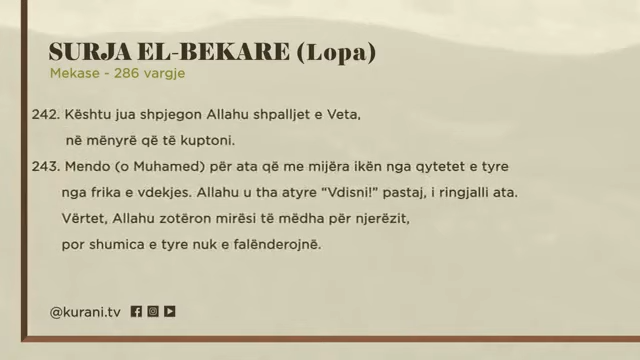 SURJA EL-BEKARE (Lopa)
Mekase - 286 vargje
242. Kështu jua shpjegon Allahu shpalljet e Veta,
në mënyrë që të kuptoni.
243. Mendo (o Muhamed) për ata që me mijëra ikën nga qytetet e tyre
nga frika e vdekjes. Allahu u tha atyre “Vdisni!” pastaj, i ringjalli ata.
Vërtet, Allahu zotëron mirësi të mëdha për njerëzit,
por shumica e tyre nuk e falënderojnë.
@kurani.tv